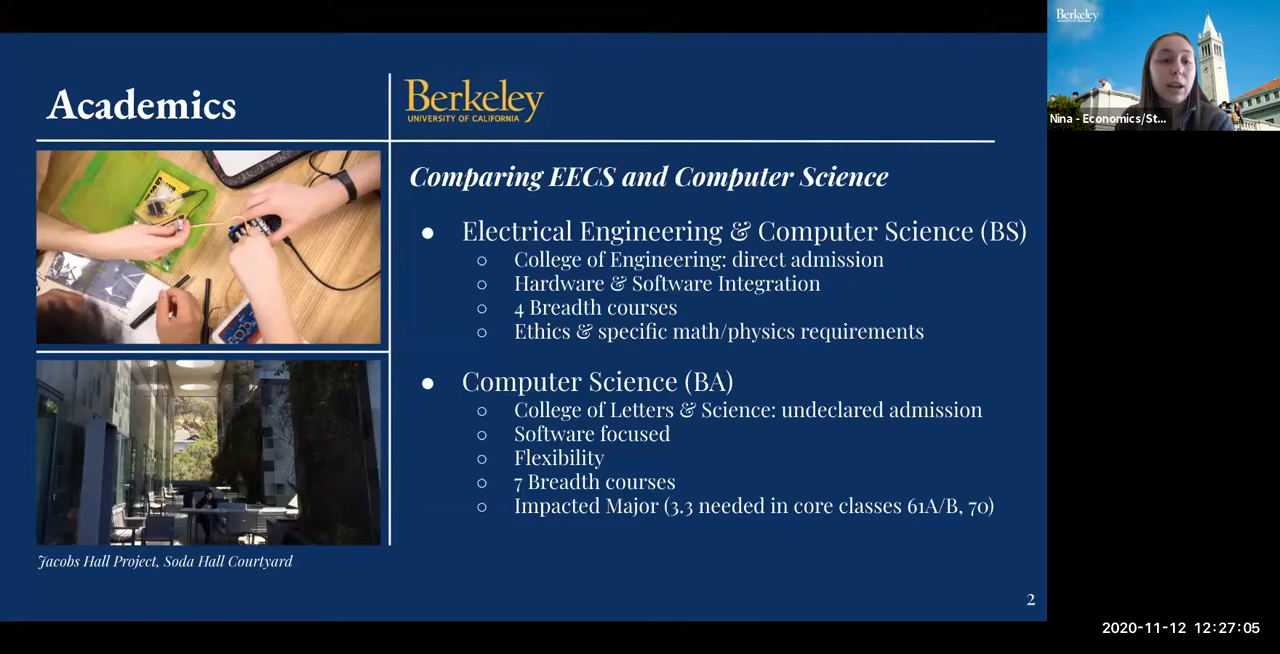 Academics
Berkeley
UNIVERSITY OF CALIFORNIA
Comparing EECS and Computer Science
● Electrical Engineering & Computer Science (BS)
○ College of Engineering: direct admission
○ Hardware & Software Integration
○ 4 Breadth courses
○ Ethics & specific math/physics requirements
● Computer Science (BA)
○ College of Letters & Science: undeclared admission
○ Software focused
○ Flexibility
○ 7 Breadth courses
○ Impacted Major (3.3 needed in core classes 61A/B, 70)
Jacobs Hall Project, Soda Hall Courtyard
2
Berkeley
Nina - Economics/St...
2020-11-12 12:27:05